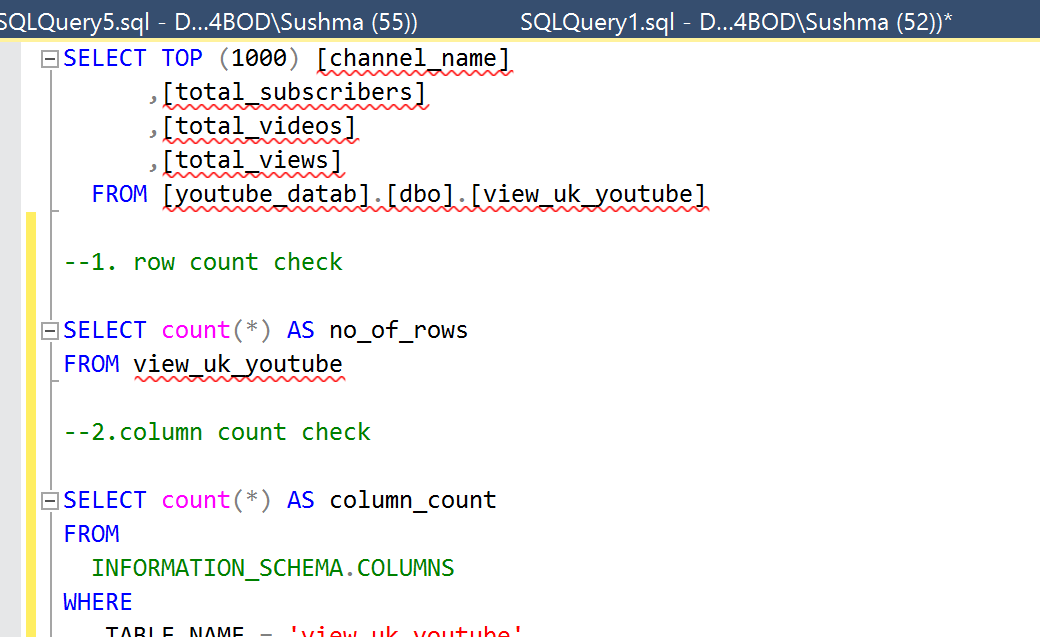 SQLQuery5.sql - D...4BOD\Sushma (55)) SQLQuery1.sql - D...4BOD\Sushma (52))*
SELECT TOP (1000) [channel_name]
,[total_subscribers]
,[total_videos]
,[total_views]
FROM [youtube_datab].[dbo].[view_uk_youtube]
--1. row count check
SELECT count(*) AS no_of_rows
FROM view_uk_youtube
--2.column count check
SELECT count(*) AS column_count
FROM
INFORMATION_SCHEMA.COLUMNS
WHERE
TABLE_NAME = 'view_uk_youtube'